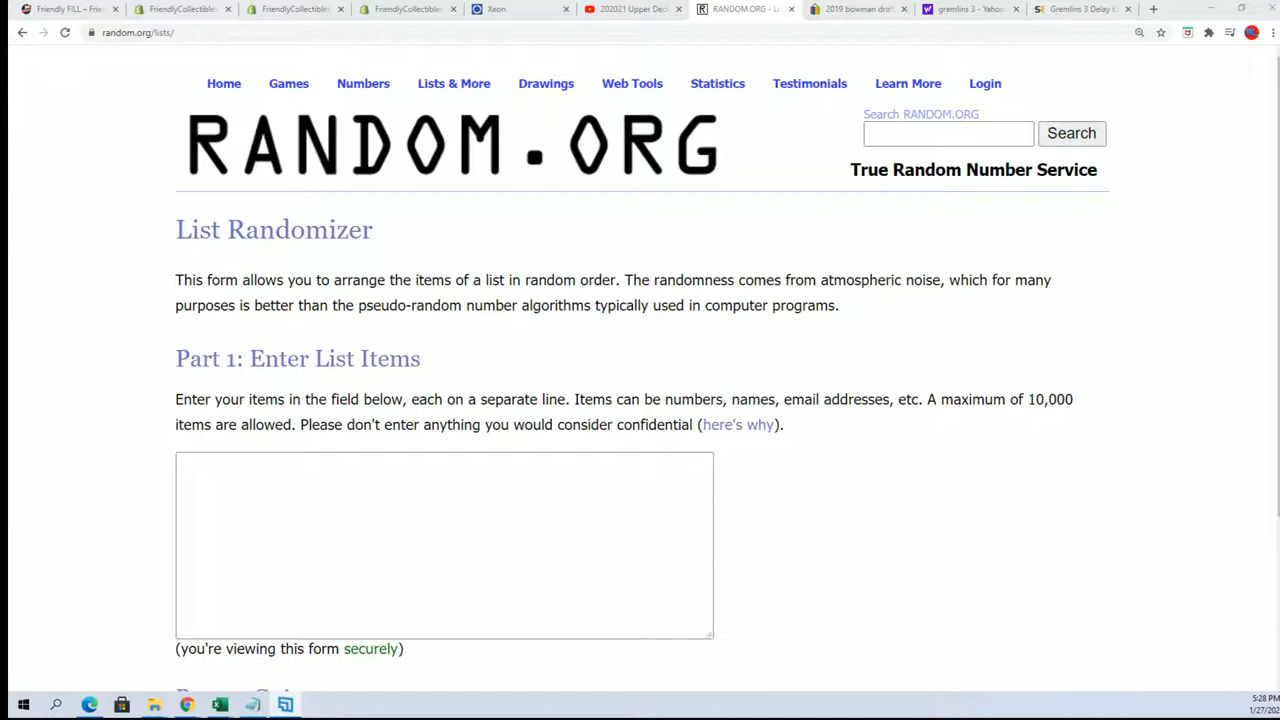 Friendly FILL – Frie
FriendlyCollectibles
FriendlyCollectibles
FriendlyCollectibles
Xeon
202021 Upper Deck
RANDOM.ORG - Li
2019 bowman draft
gremlins 3 - Yahoo
Gremlins 3 Delay
random.org/lists/
Home Games Numbers Lists & More Drawings Web Tools Statistics Testimonials Learn More Login
RANDOM.ORG
Search RANDOM.ORG
Search
True Random Number Service
List Randomizer
This form allows you to arrange the items of a list in random order. The randomness comes from atmospheric noise, which for many
purposes is better than the pseudo-random number algorithms typically used in computer programs.
Part 1: Enter List Items
Enter your items in the field below, each on a separate line. Items can be numbers, names, email addresses, etc. A maximum of 10,000
items are allowed. Please don't enter anything you would consider confidential (here's why).
(you're viewing this form securely)
5:28 PM
1/27/202